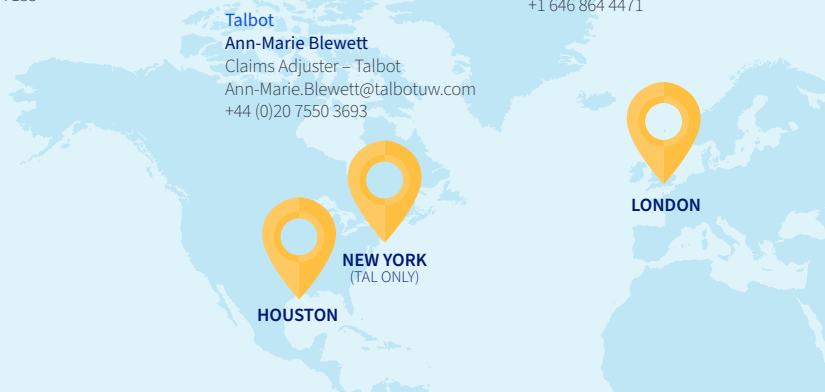 +1 646 864 4471
Talbot
Ann-Marie Blewett
Claims Adjuster – Talbot
Ann-Marie.Blewett@talbotuw.com
+44 (0)20 7550 3693
LONDON
NEW YORK
(TAL ONLY)
HOUSTON